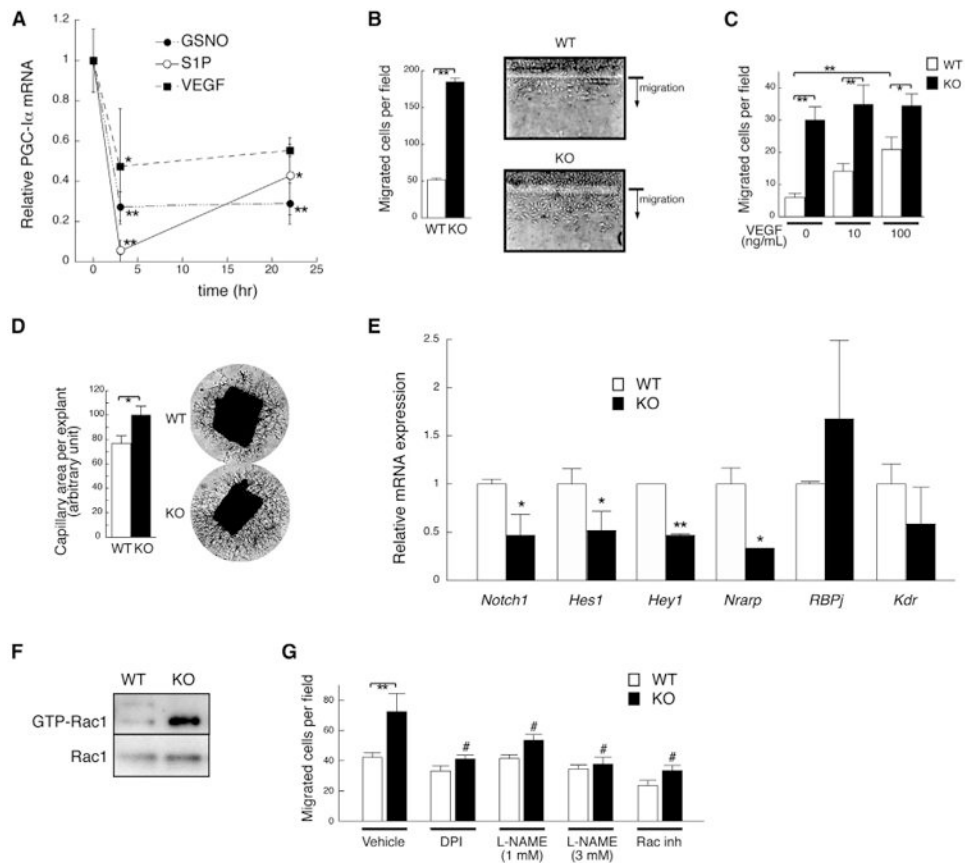 A
GSNO
S1P
VEGF
Relative PGC-1α mRNA
1
0.8
0.6
0.4
0.2
0
*
**
**
*
**
0 5 10 15 20 25
time (hr)
B
Migrated cells per field
200
150
100
50
0
**
WT KO
WT
migration
KO
migration
C
WT
KO
Migrated cells per field
50
40
30
20
10
0
**
**
**
*
VEGF
(ng/mL)
0 10 100
D
Capillary area per explant
(arbitrary unit)
120
100
80
60
40
20
0
*
WT KO
WT
KO
E
WT
KO
Relative mRNA expression
2.5
2
1.5
1
0.5
0
* * ** *
Notch1 Hes1 Hey1 Nrarp RBPj Kdr
F
WT KO
GTP-Rac1
Rac1
G
WT
KO
Migrated cells per field
80
60
40
20
0
**
# # # #
Vehicle DPI L-NAME L-NAME Rac inh
(1 mM) (3 mM)